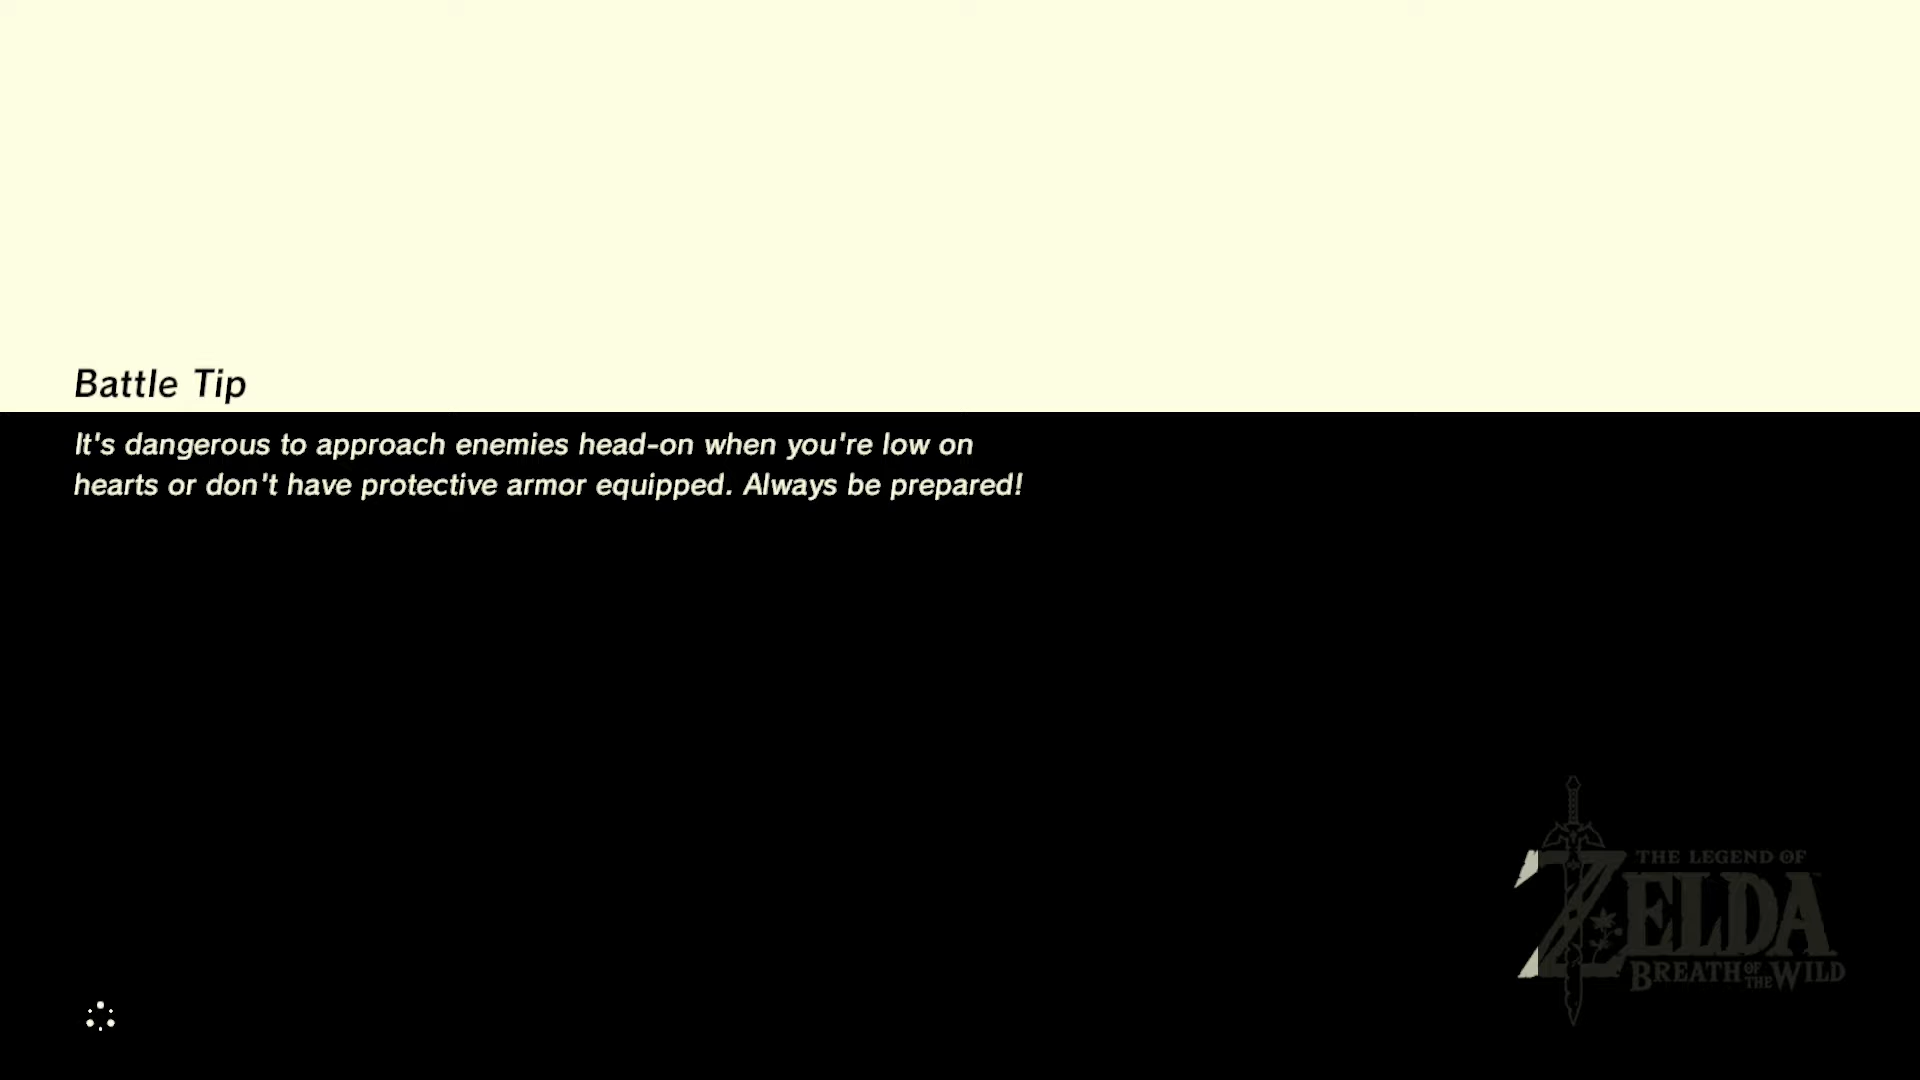 Battle Tip
It's dangerous to approach enemies head-on when you're low on
hearts or don't have protective armor equipped. Always be prepared!
THE LEGEND OF
ZELDA
BREATH OF THE WILD